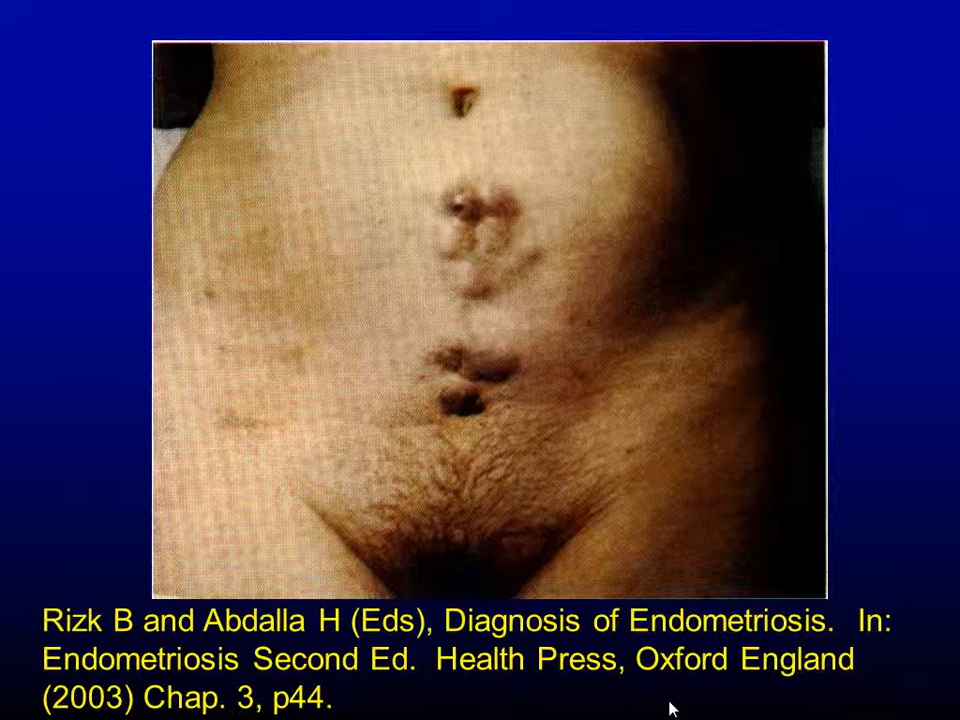 Rizk B and Abdalla H (Eds), Diagnosis of Endometriosis.  In:
Endometriosis Second Ed.  Health Press, Oxford England
(2003) Chap. 3, p44.